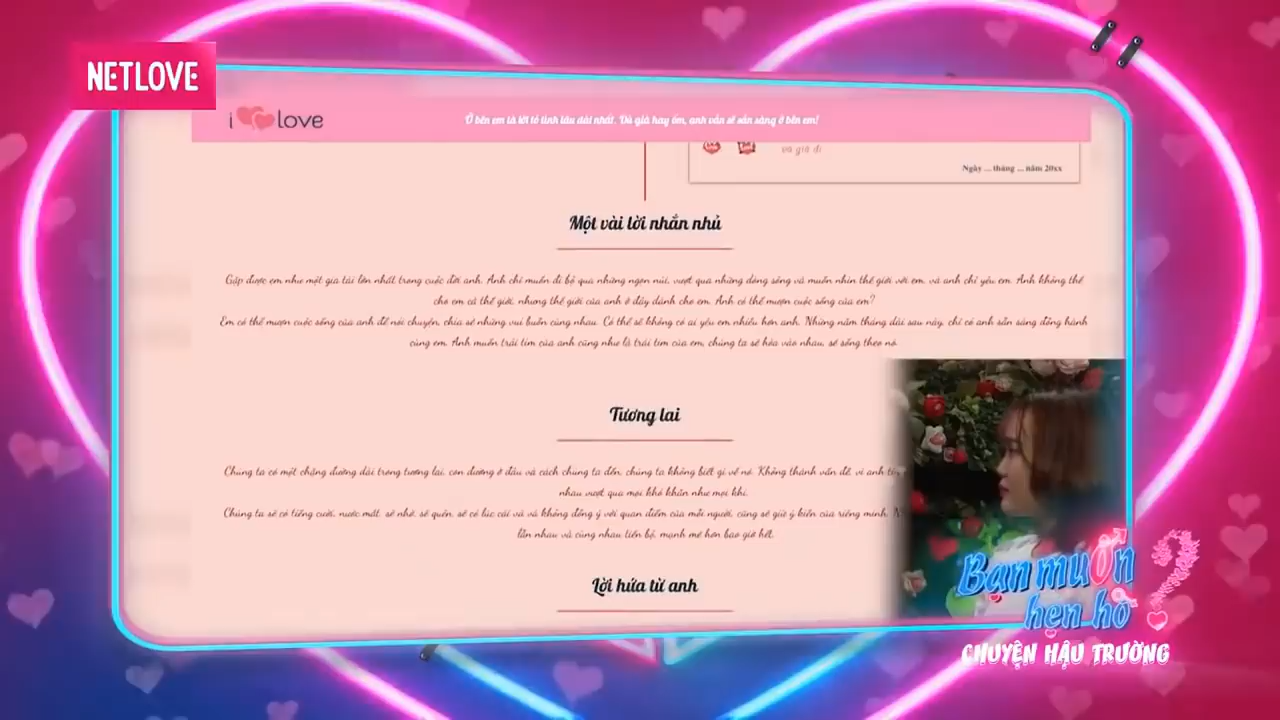 NETLOVE
i love
Ở bên em là lời tỏ tình lâu dài nhất. Dù già hay ốm, anh vẫn sẽ sẵn sàng ở bên em!
và già đi
Ngày ... tháng ... năm 20xx
Một vài lời nhắn nhủ
Gặp được em như một gia tài lớn nhất trong cuộc đời anh. Anh chỉ muốn đi bộ qua những ngọn núi, vượt qua những dòng sông và muốn nhìn thế giới với em, và anh chỉ yêu em. Anh không thể
cho em cả thế giới, nhưng thế giới của anh ở đây dành cho em. Anh có thể mượn cuộc sống của em?
Em có thể mượn cuộc sống của anh để nói chuyện, chia sẻ những vui buồn cùng nhau. Có thể sẽ không có ai yêu em nhiều hơn anh. Những năm tháng dài sau này, chỉ có anh sẵn sàng đồng hành
cùng em. Anh muốn trái tim của anh cũng như là trái tim của em, chúng ta sẽ hòa vào nhau, sẽ sống theo nó.
Tương lai
Chúng ta có một chặng đường dài trong tương lai, con đường ở đâu và cách chúng ta đến, chúng ta không biết gì về nó. Không thành vấn đề, vì anh
nhau vượt qua mọi khó khăn như mọi khi.
Chúng ta sẽ có tiếng cười, nước mắt, sẽ nhớ, sẽ quên, sẽ có lúc cãi vã và không đồng ý với quan điểm của mỗi người, cũng sẽ giữ ý kiến của riêng mình.
lẫn nhau và cùng nhau tiến bộ, mạnh mẽ hơn bao giờ hết.
Lời hứa từ anh
Bạn muốn
hẹn hò ?
CHUYỆN HẬU TRƯỜNG